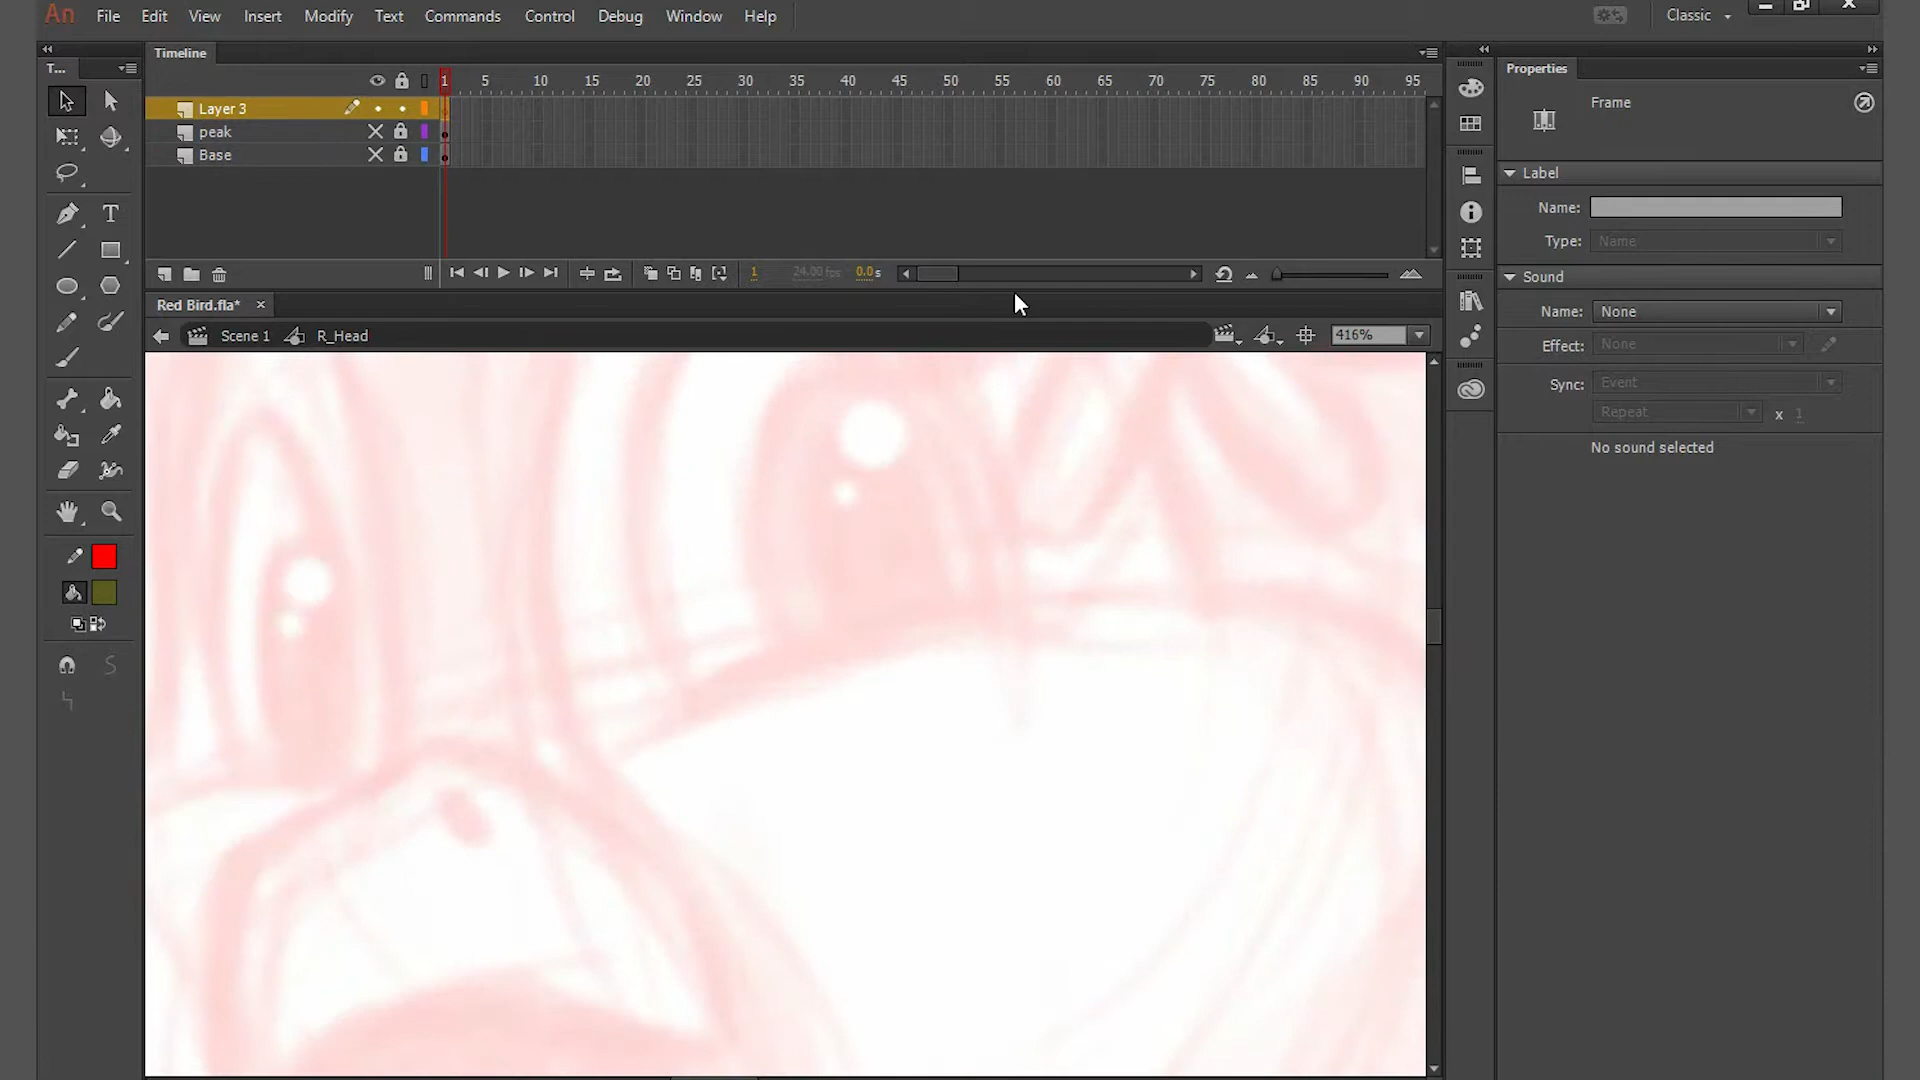 An File Edit View Insert Modify Text Commands Control Debug Window Help Classic
T... Timeline Properties
1 5 10 15 20 25 30 35 40 45 50 55 60 65 70 75 80 85 90 95
Frame
Layer 3
peak
Base
Label
Name:
Type: Name
1 24.00 fps 0.0 s
Sound
Red Bird.fla* ×
Name: None
Scene 1 R_Head 416%
Effect: None
Sync: Event
Repeat x 1
No sound selected
T
S